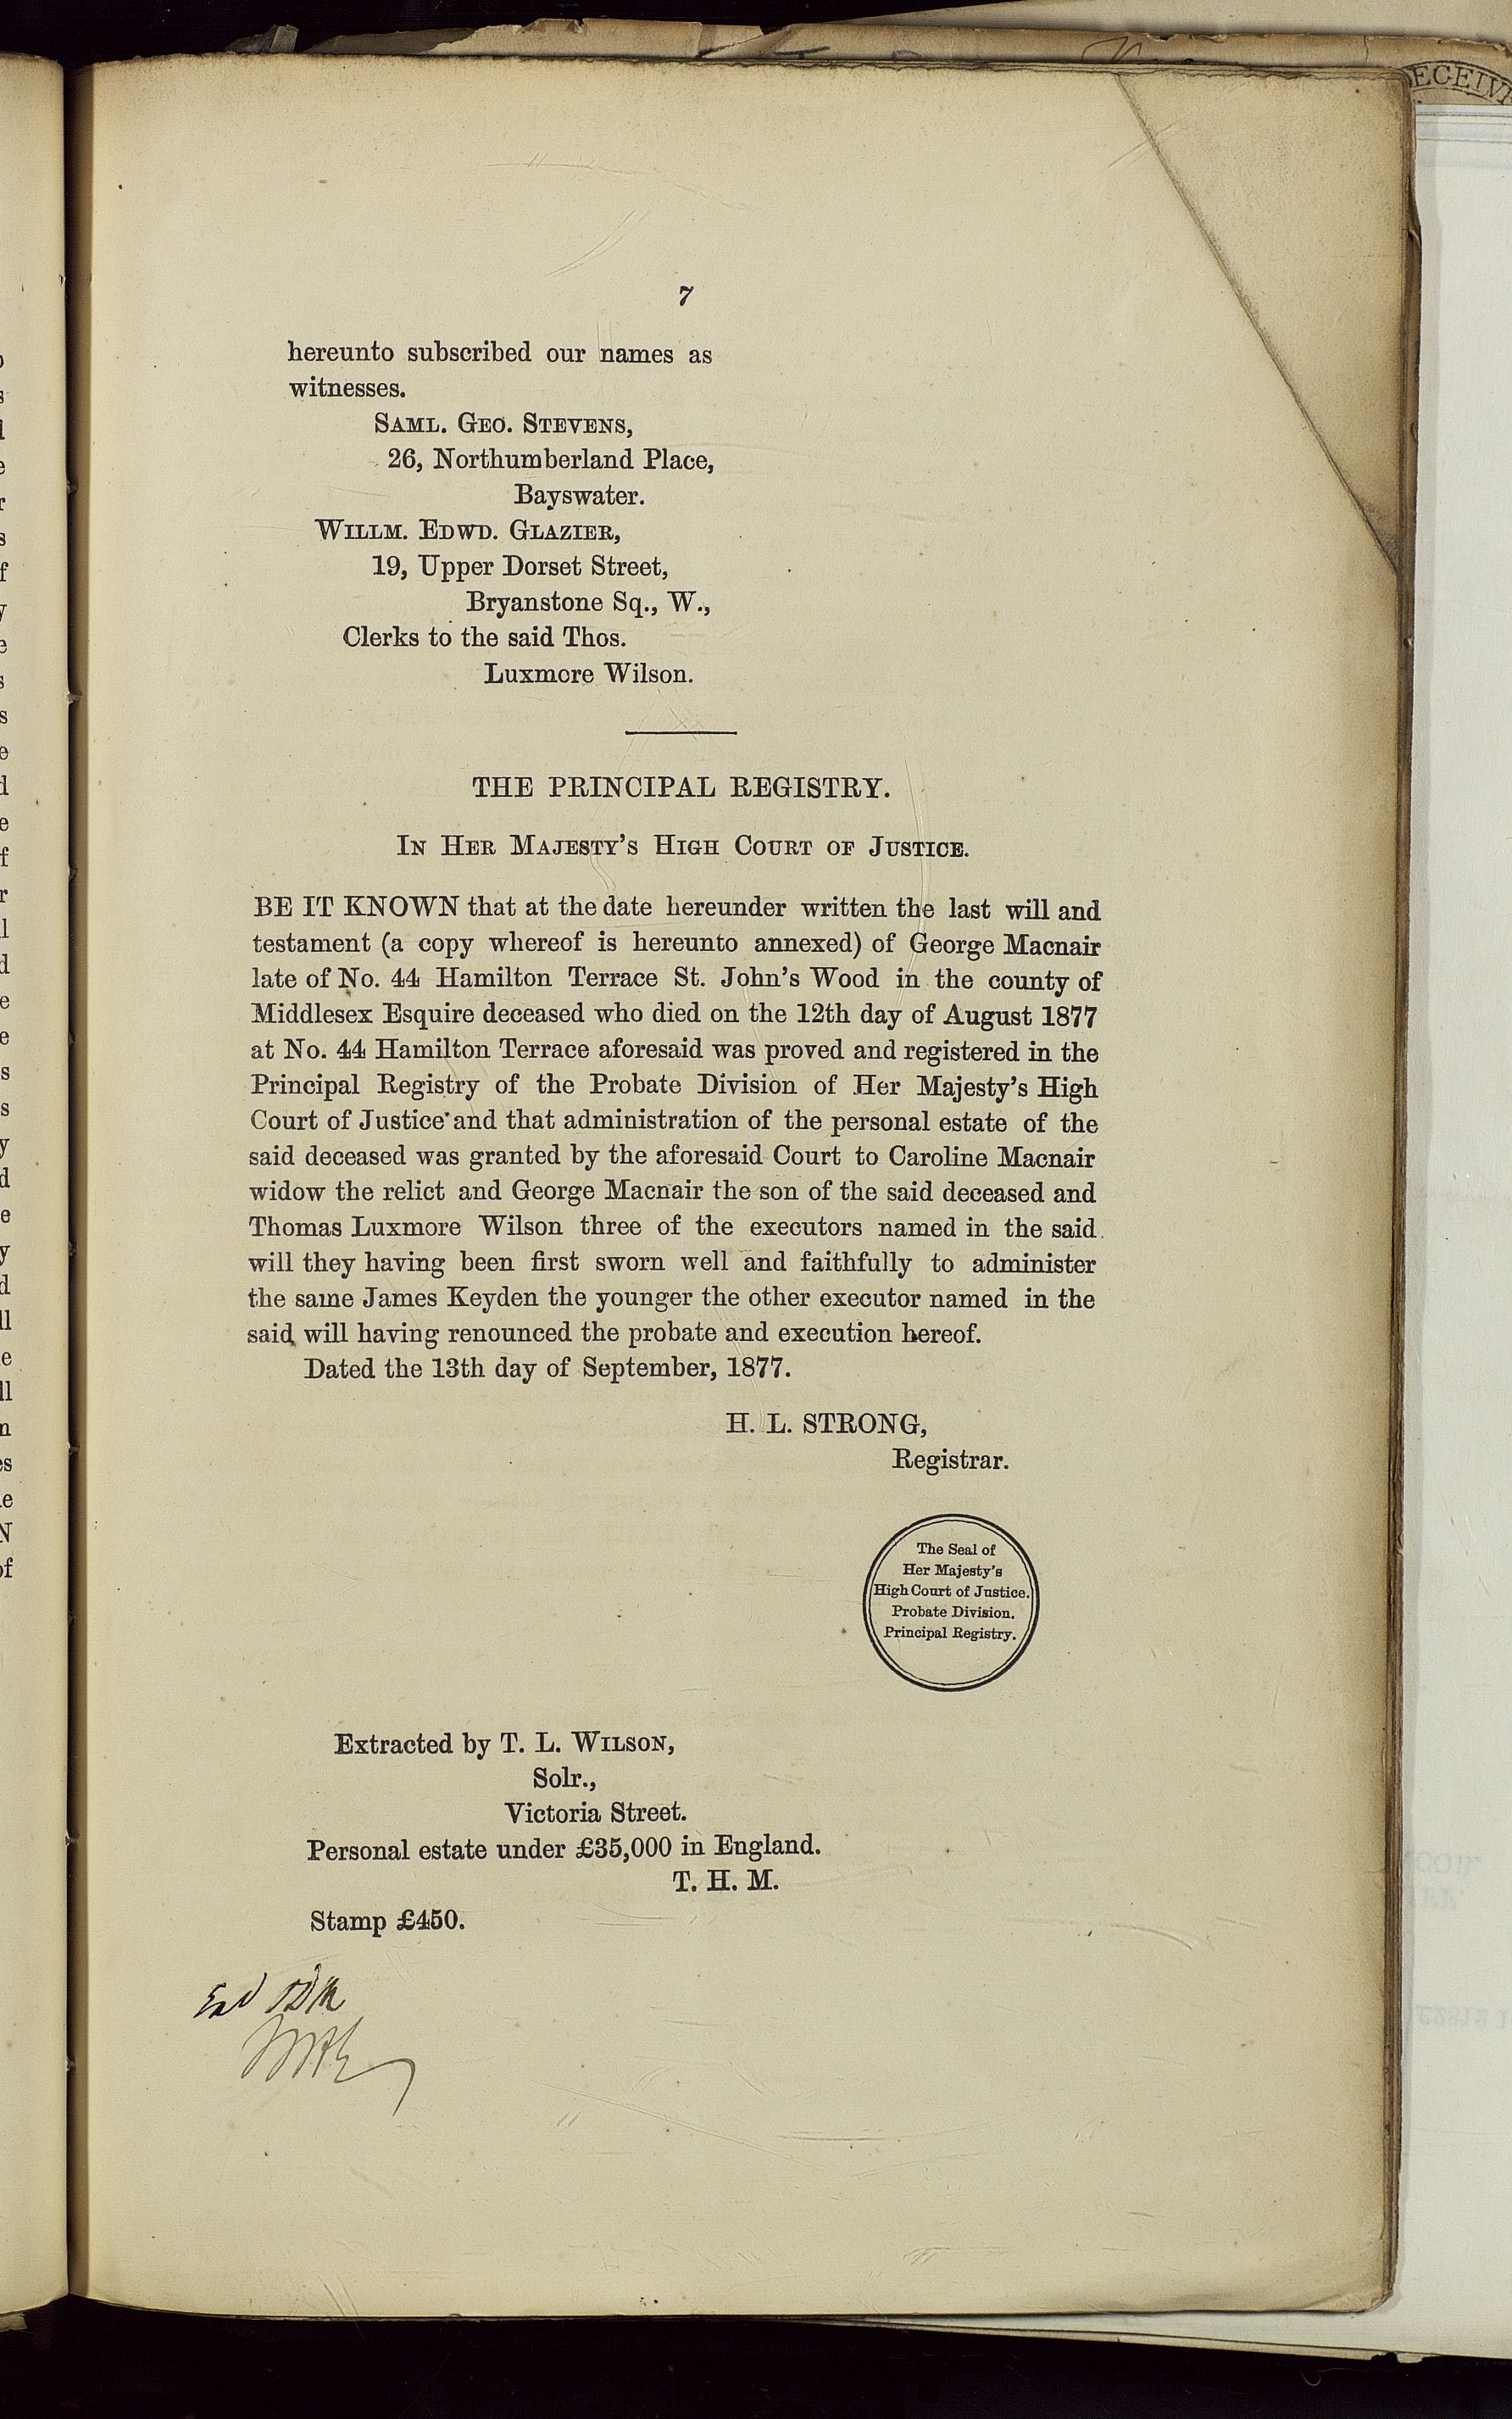 7
hereunto subscribed our names as
witnesses.
SAML. GEO. STEVENS,
26, Northumberland Place,
Bayswater.
WILLM. EDWD. GLAZIER,
19, Upper Dorset Street,
Bryanstone Sq., W.,
Clerks to the said Thos.
Luxmore Wilson.
THE PRINCIPAL REGISTRY.
IN HER MAJESTY'S HIGH COURT OF JUSTICE.
BE IT KNOWN that at the date hereunder written the last will and
testament (a copy whereof is hereunto annexed) of George Macnair
late of No. 44 Hamilton Terrace St. John's Wood in the county of
Middlesex Esquire deceased who died on the 12th day of August 1877
at No. 44 Hamilton Terrace aforesaid was proved and registered in the
Principal Registry of the Probate Division of Her Majesty's High
Court of Justice and that administration of the personal estate of the
said deceased was granted by the aforesaid Court to Caroline Macnair
widow the relict and George Macnair the son of the said deceased and
Thomas Luxmore Wilson three of the executors named in the said
will they having been first sworn well and faithfully to administer
the same James Keyden the younger the other executor named in the
said will having renounced the probate and execution hereof.
Dated the 13th day of September, 1877.
H. L. STRONG,
Registrar.
The Seal of
Her Majesty's
High Court of Justice.
Probate Division.
Principal Registry.
Extracted by T. L. WILSON,
Solr.,
Victoria Street.
Personal estate under £35,000 in England.
T. H. M.
Stamp £450.